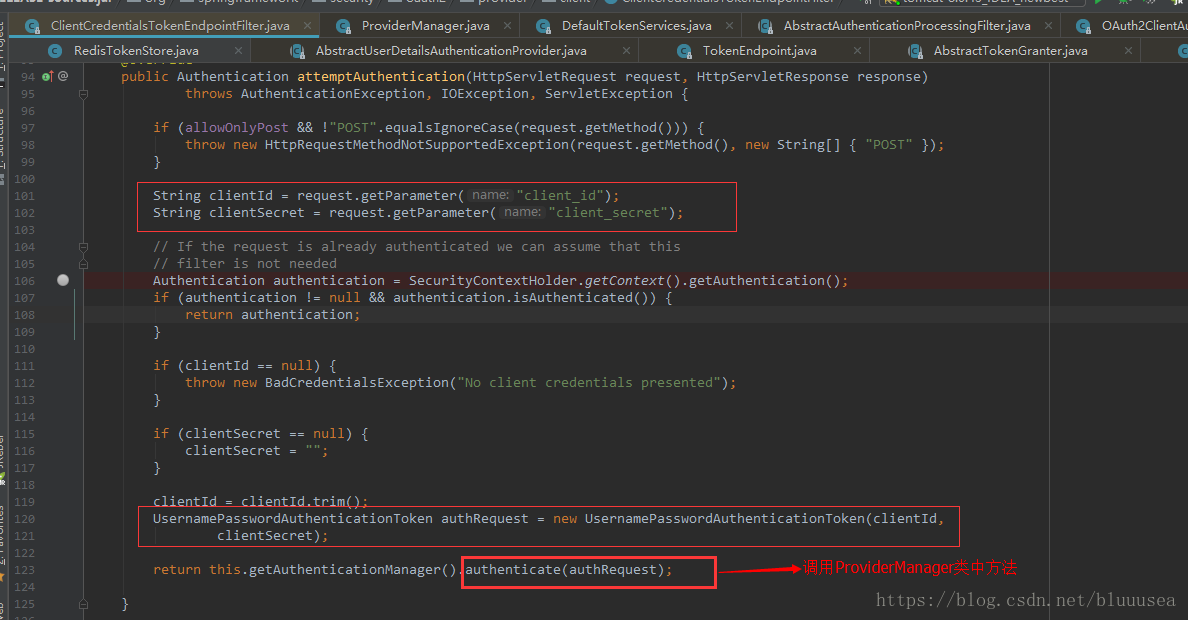 org springframework security oauth2 provider client ClientCredentialsTokenEndpointFilter
ClientCredentialsTokenEndpointFilter.java ProviderManager.java DefaultTokenServices.java AbstractAuthenticationProcessingFilter.java OAuth2ClientAu
RedisTokenStore.java AbstractUserDetailsAuthenticationProvider.java TokenEndpoint.java AbstractTokenGranter.java
94 @ public Authentication attemptAuthentication(HttpServletRequest request, HttpServletResponse response)
95 throws AuthenticationException, IOException, ServletException {
96
97 if (allowOnlyPost && !"POST".equalsIgnoreCase(request.getMethod())) {
98 throw new HttpRequestMethodNotSupportedException(request.getMethod(), new String[] { "POST" });
99 }
100
101 String clientId = request.getParameter( name: "client_id");
102 String clientSecret = request.getParameter( name: "client_secret");
103
104 // If the request is already authenticated we can assume that this
105 // filter is not needed
106 Authentication authentication = SecurityContextHolder.getContext().getAuthentication();
107 if (authentication != null && authentication.isAuthenticated()) {
108 return authentication;
109 }
110
111 if (clientId == null) {
112 throw new BadCredentialsException("No client credentials presented");
113 }
114
115 if (clientSecret == null) {
116 clientSecret = "";
117 }
118
119 clientId = clientId.trim();
120 UsernamePasswordAuthenticationToken authRequest = new UsernamePasswordAuthenticationToken(clientId,
121 clientSecret);
122
123 return this.getAuthenticationManager().authenticate(authRequest); 调用ProviderManager类中方法
124
125 }
https://blog.csdn.net/bluuusea